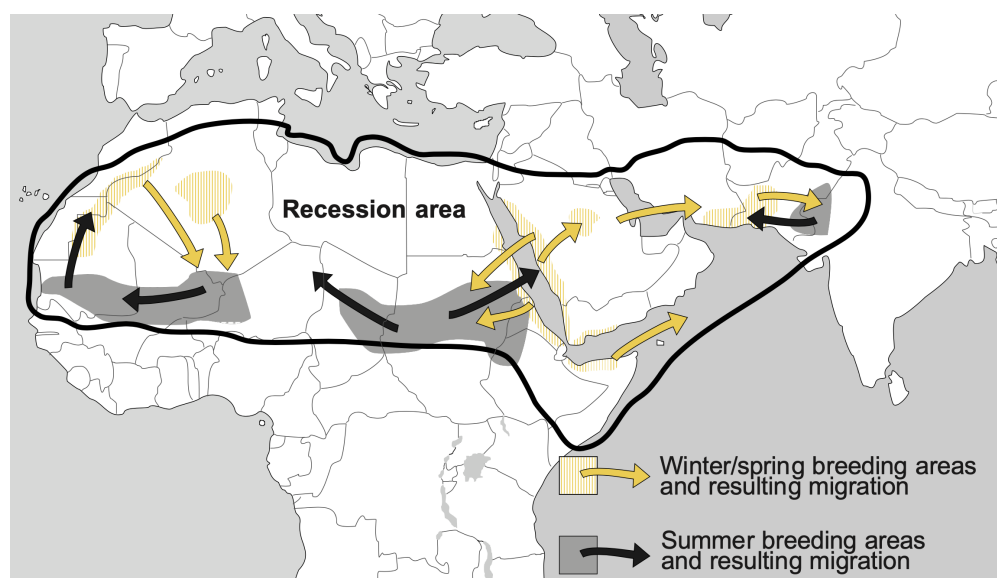 Recession area
Winter/spring breeding areas
and resulting migration
Summer breeding areas
and resulting migration